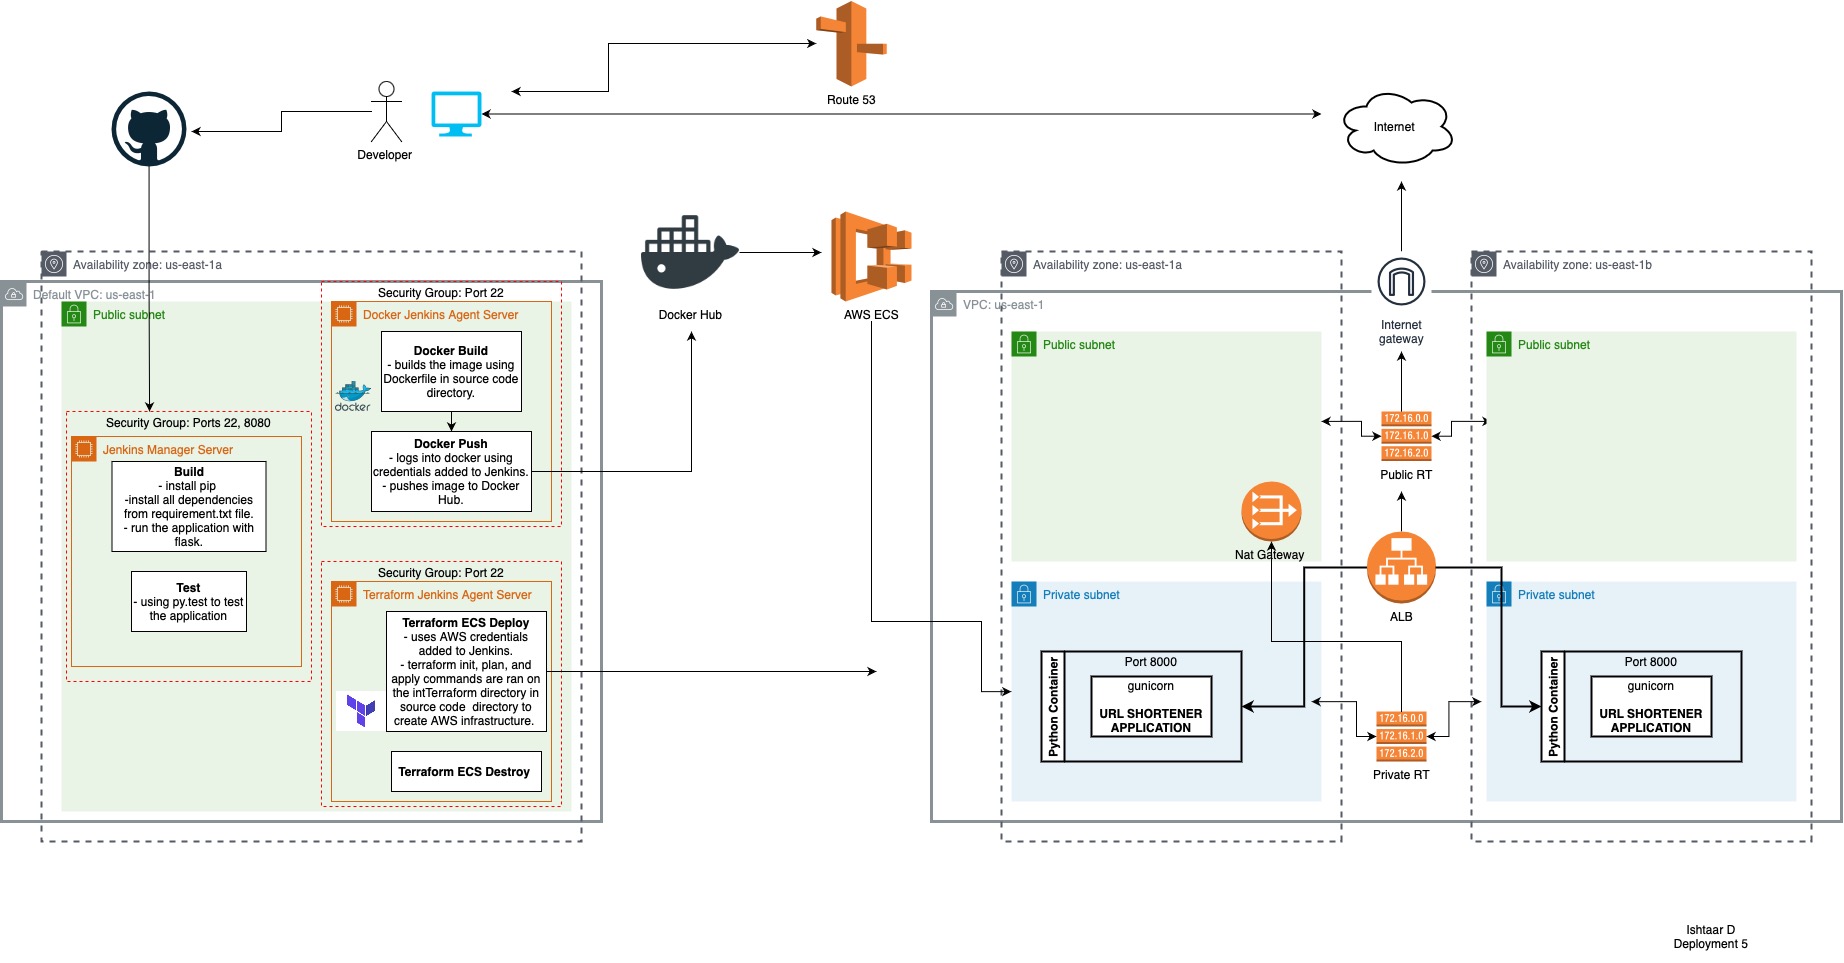 Route 53
Developer
Internet
Availability zone: us-east-1a
Default VPC: us-east-1
Public subnet
Security Group: Ports 22, 8080
Jenkins Manager Server
Build
- install pip
-install all dependencies
from requirement.txt file.
- run the application with
flask.
Test
- using py.test to test
the application
Security Group: Port 22
Docker Jenkins Agent Server
docker
Docker Build
- builds the image using
Dockerfile in source code
directory.
Docker Push
- logs into docker using
credentials added to Jenkins.
- pushes image to Docker
Hub.
Security Group: Port 22
Terraform Jenkins Agent Server
Terraform ECS Deploy
- uses AWS credentials
added to Jenkins.
- terraform init, plan, and
apply commands are ran on
the intTerraform directory in
source code  directory to
create AWS infrastructure.
Terraform ECS Destroy
Docker Hub
AWS ECS
Availability zone: us-east-1a
VPC: us-east-1
Public subnet
Nat Gateway
Private subnet
Python Container
Port 8000
gunicorn
URL SHORTENER
APPLICATION
Internet
gateway
172.16.0.0
172.16.1.0
172.16.2.0
Public RT
ALB
172.16.0.0
172.16.1.0
172.16.2.0
Private RT
Availability zone: us-east-1b
Public subnet
Private subnet
Python Container
Port 8000
gunicorn
URL SHORTENER
APPLICATION
Ishtaar D
Deployment 5